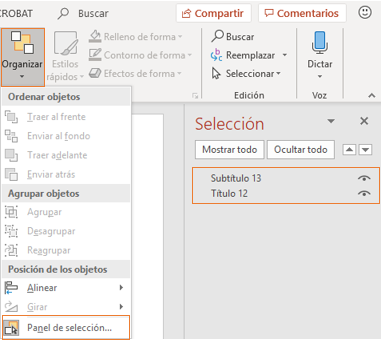 CROBAT
Buscar
Compartir
Comentarios
Organizar
Estilos rápidos
Relleno de forma
Contorno de forma
Efectos de forma
Buscar
Reemplazar
Seleccionar
Edición
Dictar
Voz
Ordenar objetos
Traer al frente
Enviar al fondo
Traer adelante
Enviar atrás
Agrupar objetos
Agrupar
Desagrupar
Reagrupar
Posición de los objetos
Alinear
Girar
Panel de selección...
Selección
Mostrar todo
Ocultar todo
Subtítulo 13
Título 12